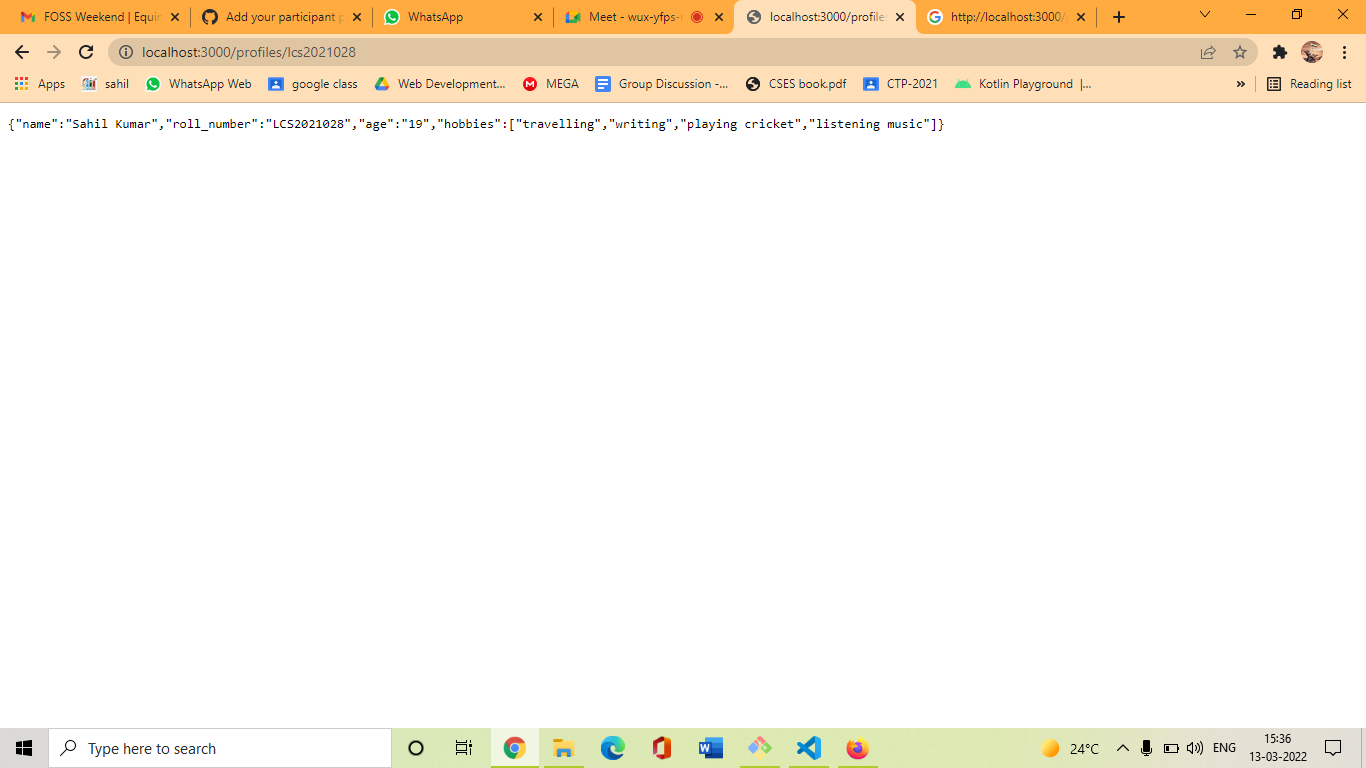 FOSS Weekend | Equin
Add your participant p
WhatsApp
Meet - wux-yfps-
localhost:3000/profiles
http://localhost:3000/
localhost:3000/profiles/lcs2021028
Apps
sahil
WhatsApp Web
google class
Web Development...
MEGA
Group Discussion -...
CSES book.pdf
CTP-2021
Kotlin Playground |...
»
Reading list
{"name":"Sahil Kumar","roll_number":"LCS2021028","age":"19","hobbies":["travelling","writing","playing cricket","listening music"]}
Type here to search
24°C
ENG
15:36
13-03-2022